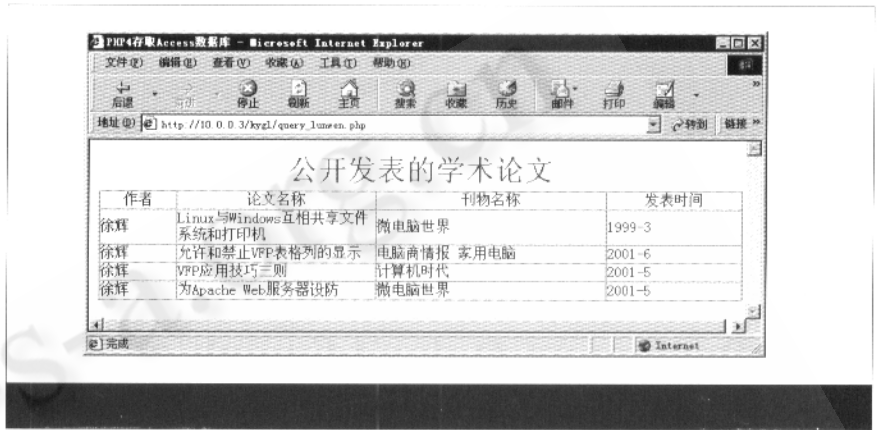 PHP4存取Access数据库 - Microsoft Internet Explorer
文件(F) 编辑(E) 查看(V) 收藏(A) 工具(T) 帮助(H)
后退 前进 停止 刷新 主页 搜索 收藏 历史 邮件 打印 编辑 »
地址(D) http://10.0.0.3/kygl/query_lunwen.php 转到 链接 »
公开发表的学术论文
作者 论文名称 刊物名称 发表时间
徐辉 Linux与Windows互相共享文件系统和打印机 微电脑世界 1999-3
徐辉 允许和禁止VFP表格列的显示 电脑商情报 家用电脑 2001-6
徐辉 VFP应用技巧三则 计算机时代 2001-5
徐辉 为Apache Web服务器设防 微电脑世界 2001-5
完成 Internet